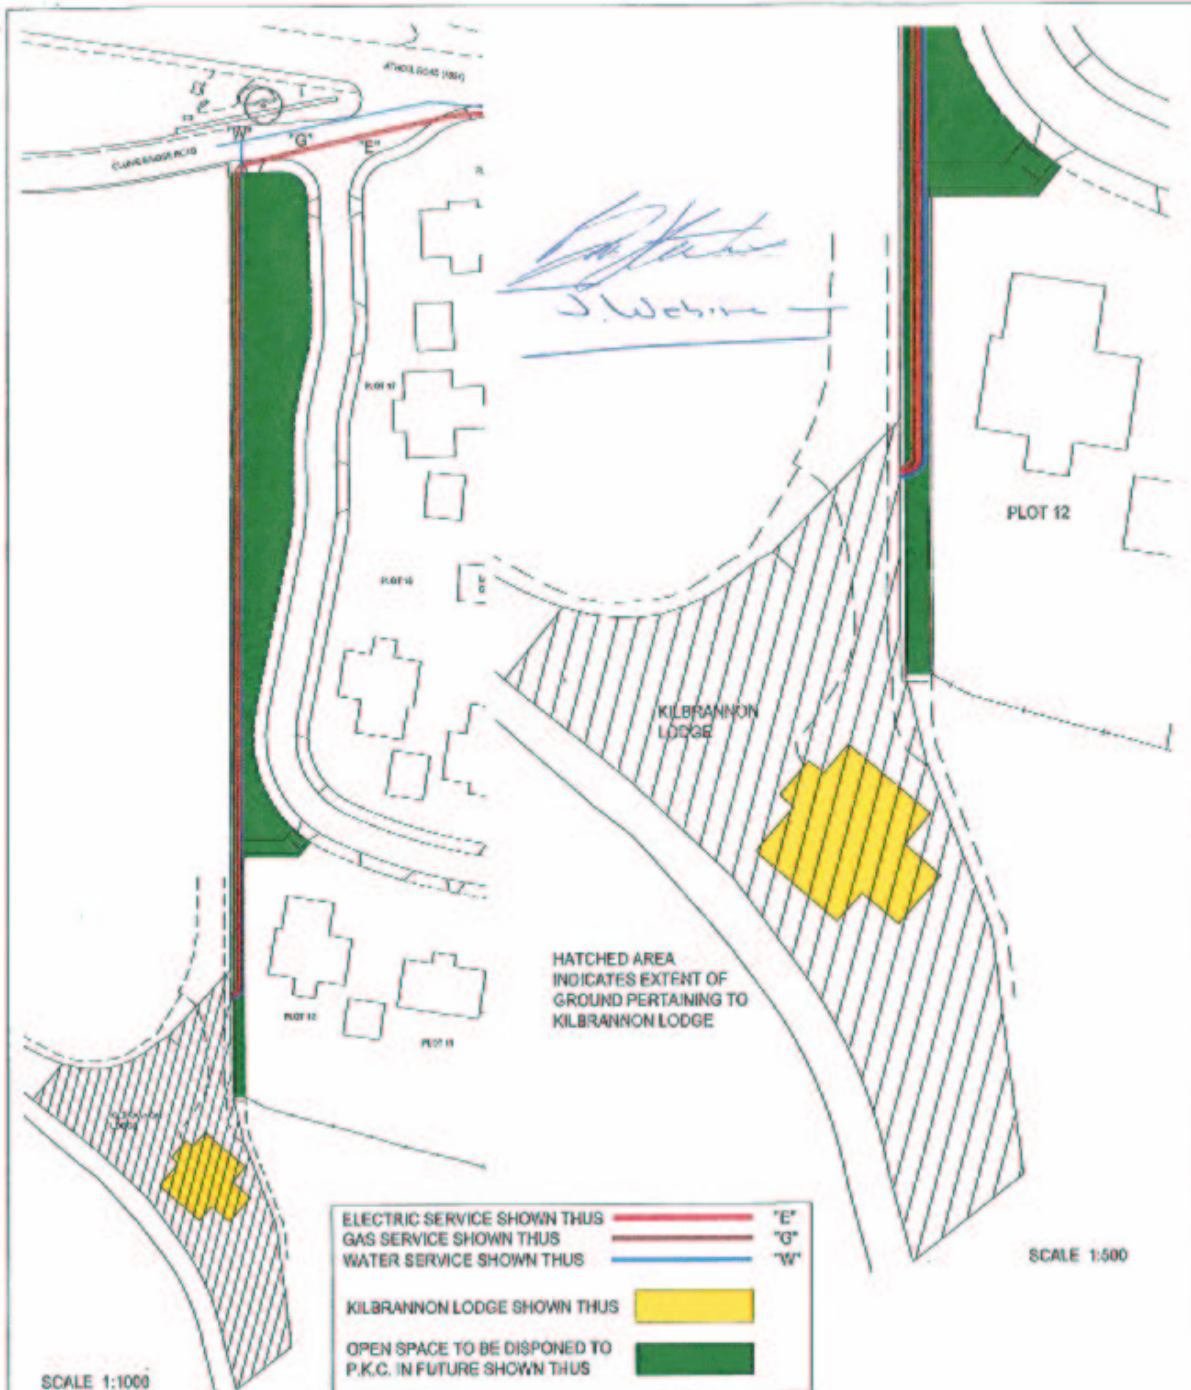 "W"
"G"
"E"
PLOT 12
KILBRANNON
LODGE
HATCHED AREA
INDICATES EXTENT OF
GROUND PERTAINING TO
KILBRANNON LODGE
PLOT 12
ELECTRIC SERVICE SHOWN THUS "E"
GAS SERVICE SHOWN THUS "G"
WATER SERVICE SHOWN THUS "W"
KILBRANNON LODGE SHOWN THUS
OPEN SPACE TO BE DISPONED TO
P.K.C. IN FUTURE SHOWN THUS
SCALE 1:500
SCALE 1:1000